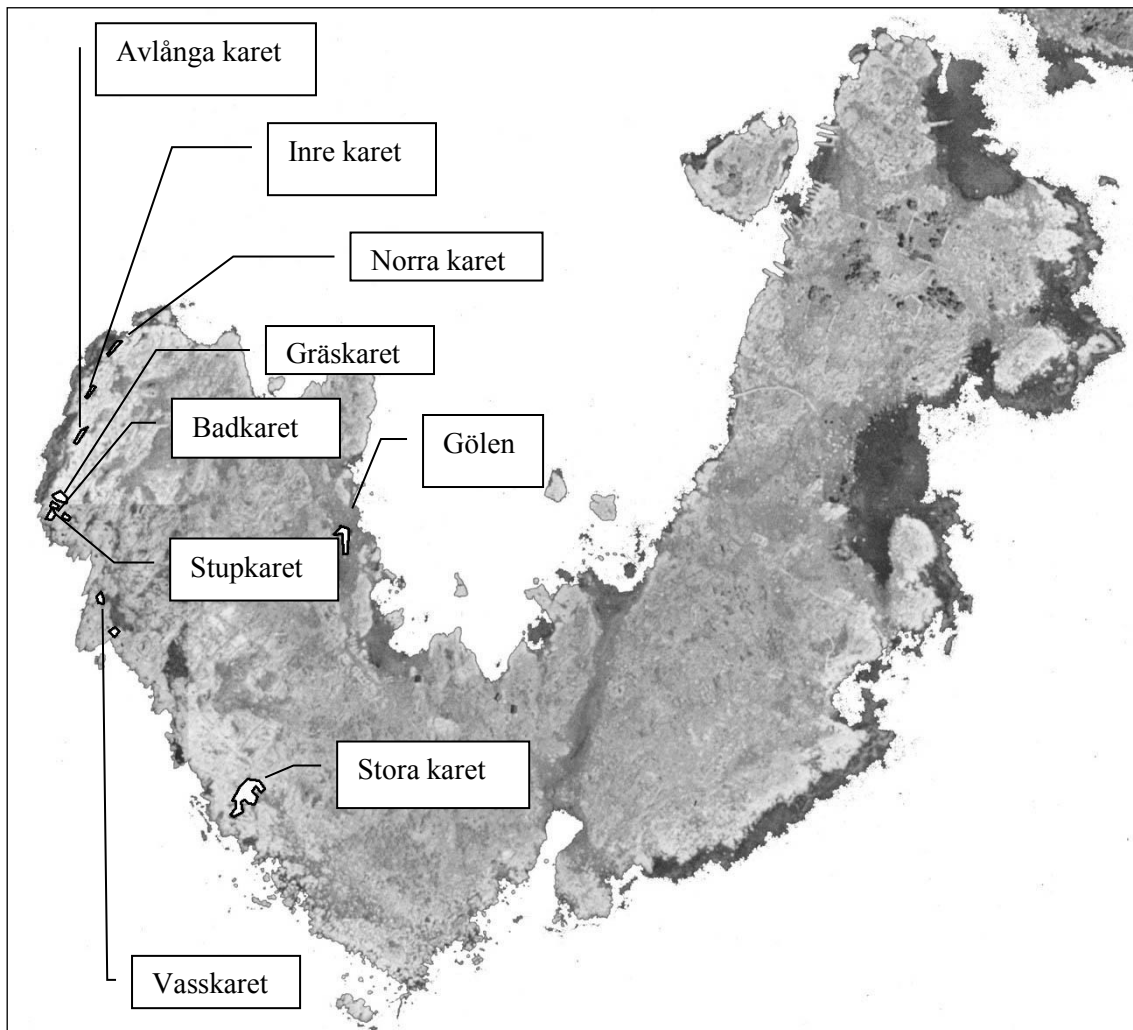 Avlånga karet
Inre karet
Norra karet
Gräskaret
Badkaret
Gölen
Stupkaret
Stora karet
Vasskaret